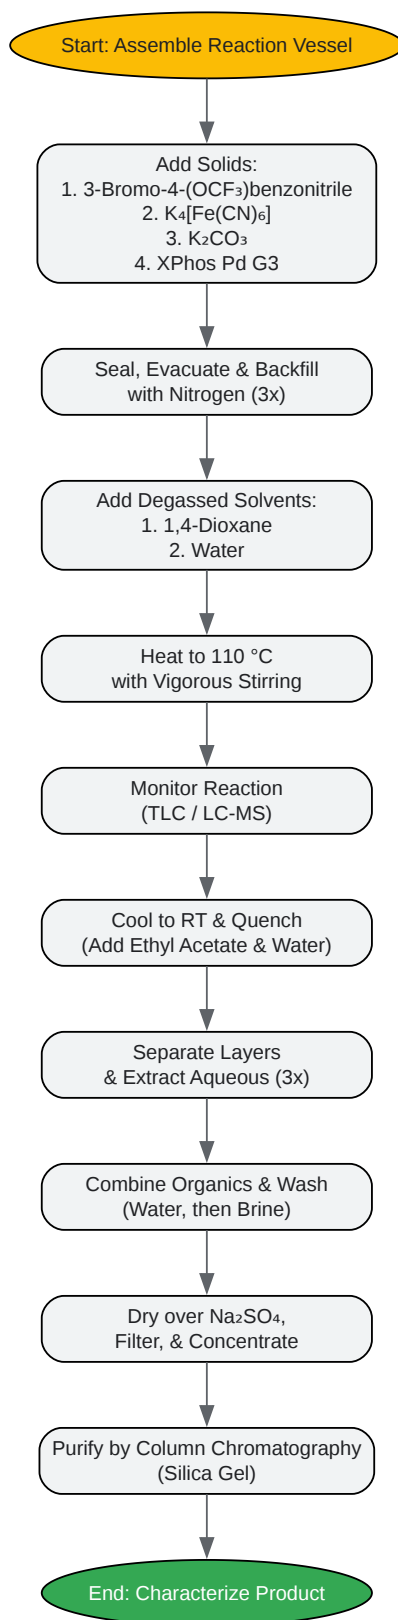 Start: Assemble Reaction Vessel
Add Solids:
1. 3-Bromo-4-(OCF₃)benzonitrile
2. K₄[Fe(CN)₆]
3. K₂CO₃
4. XPhos Pd G3
Seal, Evacuate & Backfill
with Nitrogen (3x)
Add Degassed Solvents:
1. 1,4-Dioxane
2. Water
Heat to 110 °C
with Vigorous Stirring
Monitor Reaction
(TLC / LC-MS)
Cool to RT & Quench
(Add Ethyl Acetate & Water)
Separate Layers
& Extract Aqueous (3x)
Combine Organics & Wash
(Water, then Brine)
Dry over Na₂SO₄,
Filter, & Concentrate
Purify by Column Chromatography
(Silica Gel)
End: Characterize Product